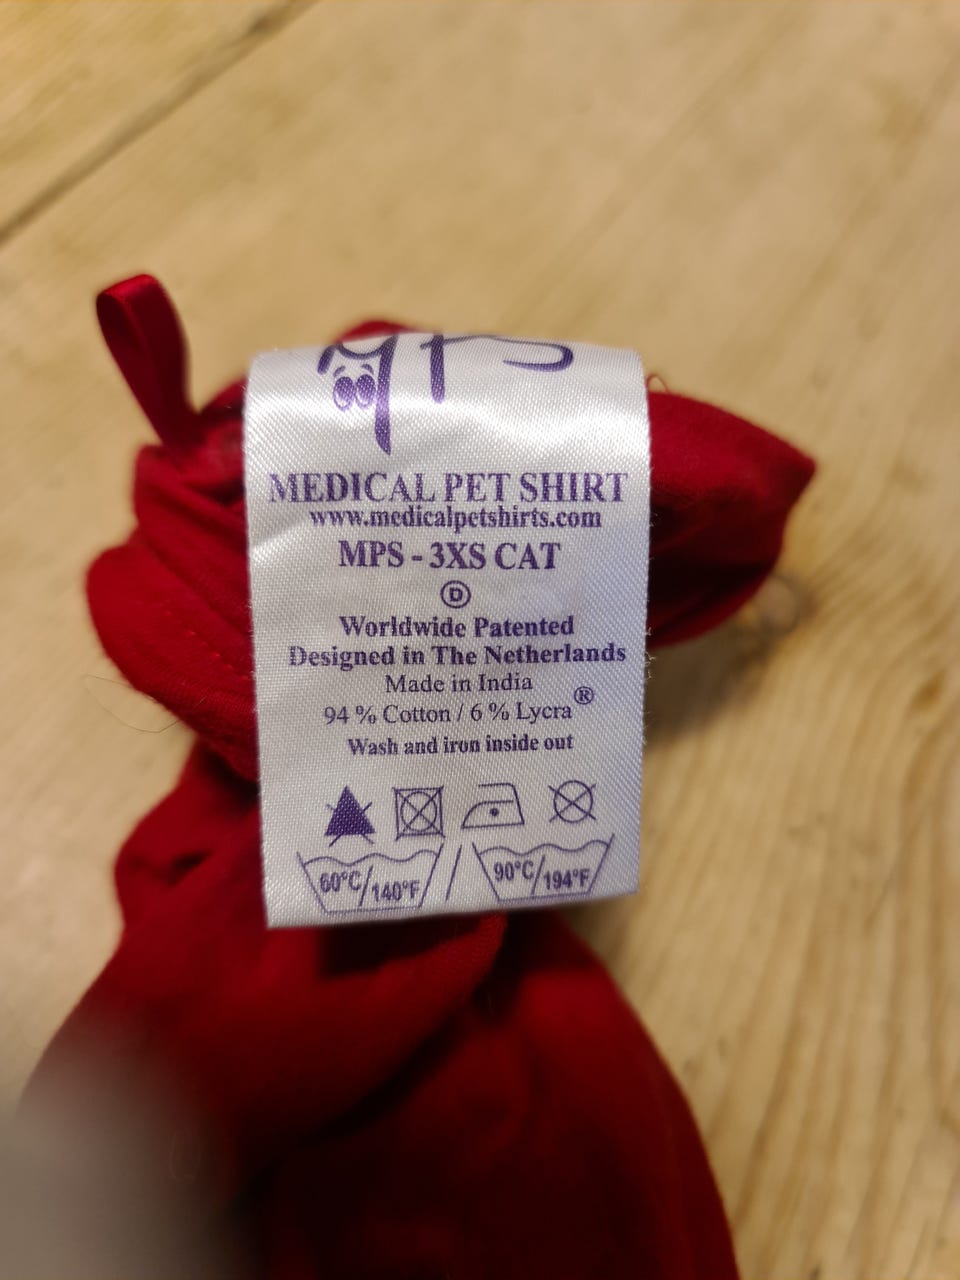 MPS
MEDICAL PET SHIRT
www.medicalpetshirts.com
MPS - 3XS CAT
D
Worldwide Patented
Designed in The Netherlands
Made in India
94 % Cotton / 6 % Lycra®
Wash and iron inside out
60°C/140°F / 90°C/194°F